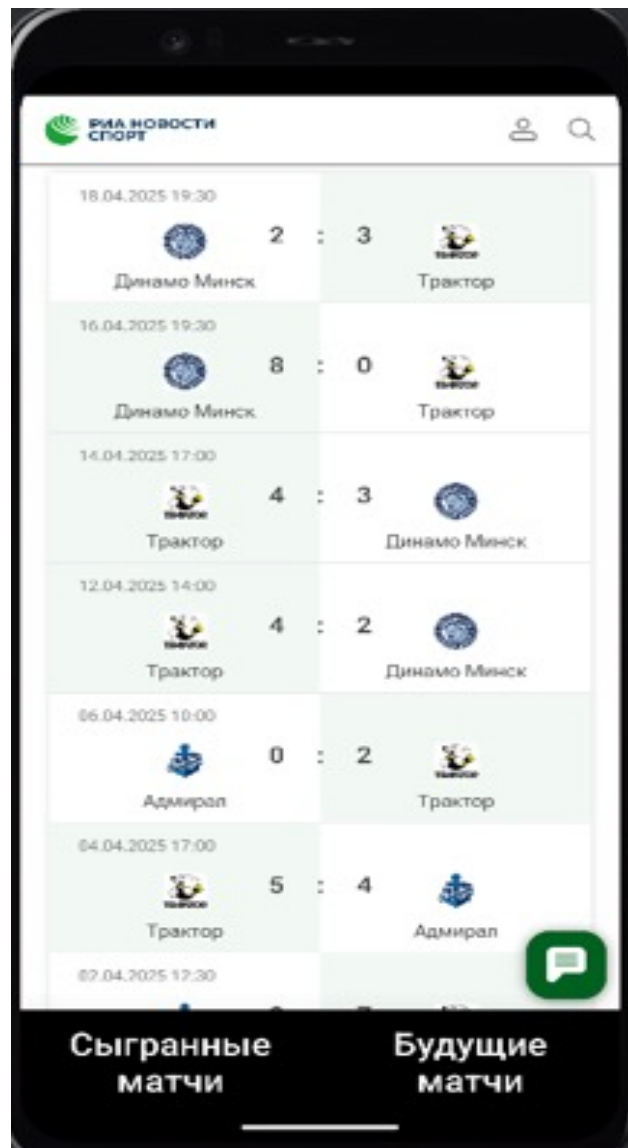 РИА НОВОСТИ
СПОРТ
18.04.2025 19:30
2 : 3
Динамо Минск Трактор
16.04.2025 19:30
8 : 0
Динамо Минск Трактор
14.04.2025 17:00
4 : 3
Трактор Динамо Минск
12.04.2025 14:00
4 : 2
Трактор Динамо Минск
06.04.2025 10:00
0 : 2
Адмирал Трактор
04.04.2025 17:00
5 : 4
Трактор Адмирал
02.04.2025 12:30
Сыгранные Будущие
матчи матчи